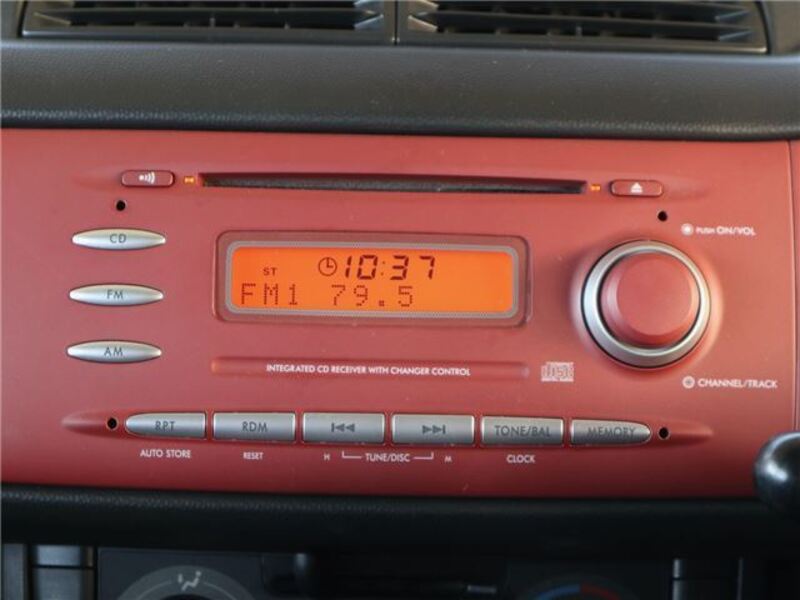 PUSH ON/VOL
CD
ST 10:37
FM1 79.5
FM
AM
INTEGRATED CD RECEIVER WITH CHANGER CONTROL
CHANNEL/TRACK
RPT RDM TONE/BAL MEMORY
AUTO STORE RESET H TUNE/DISC M CLOCK